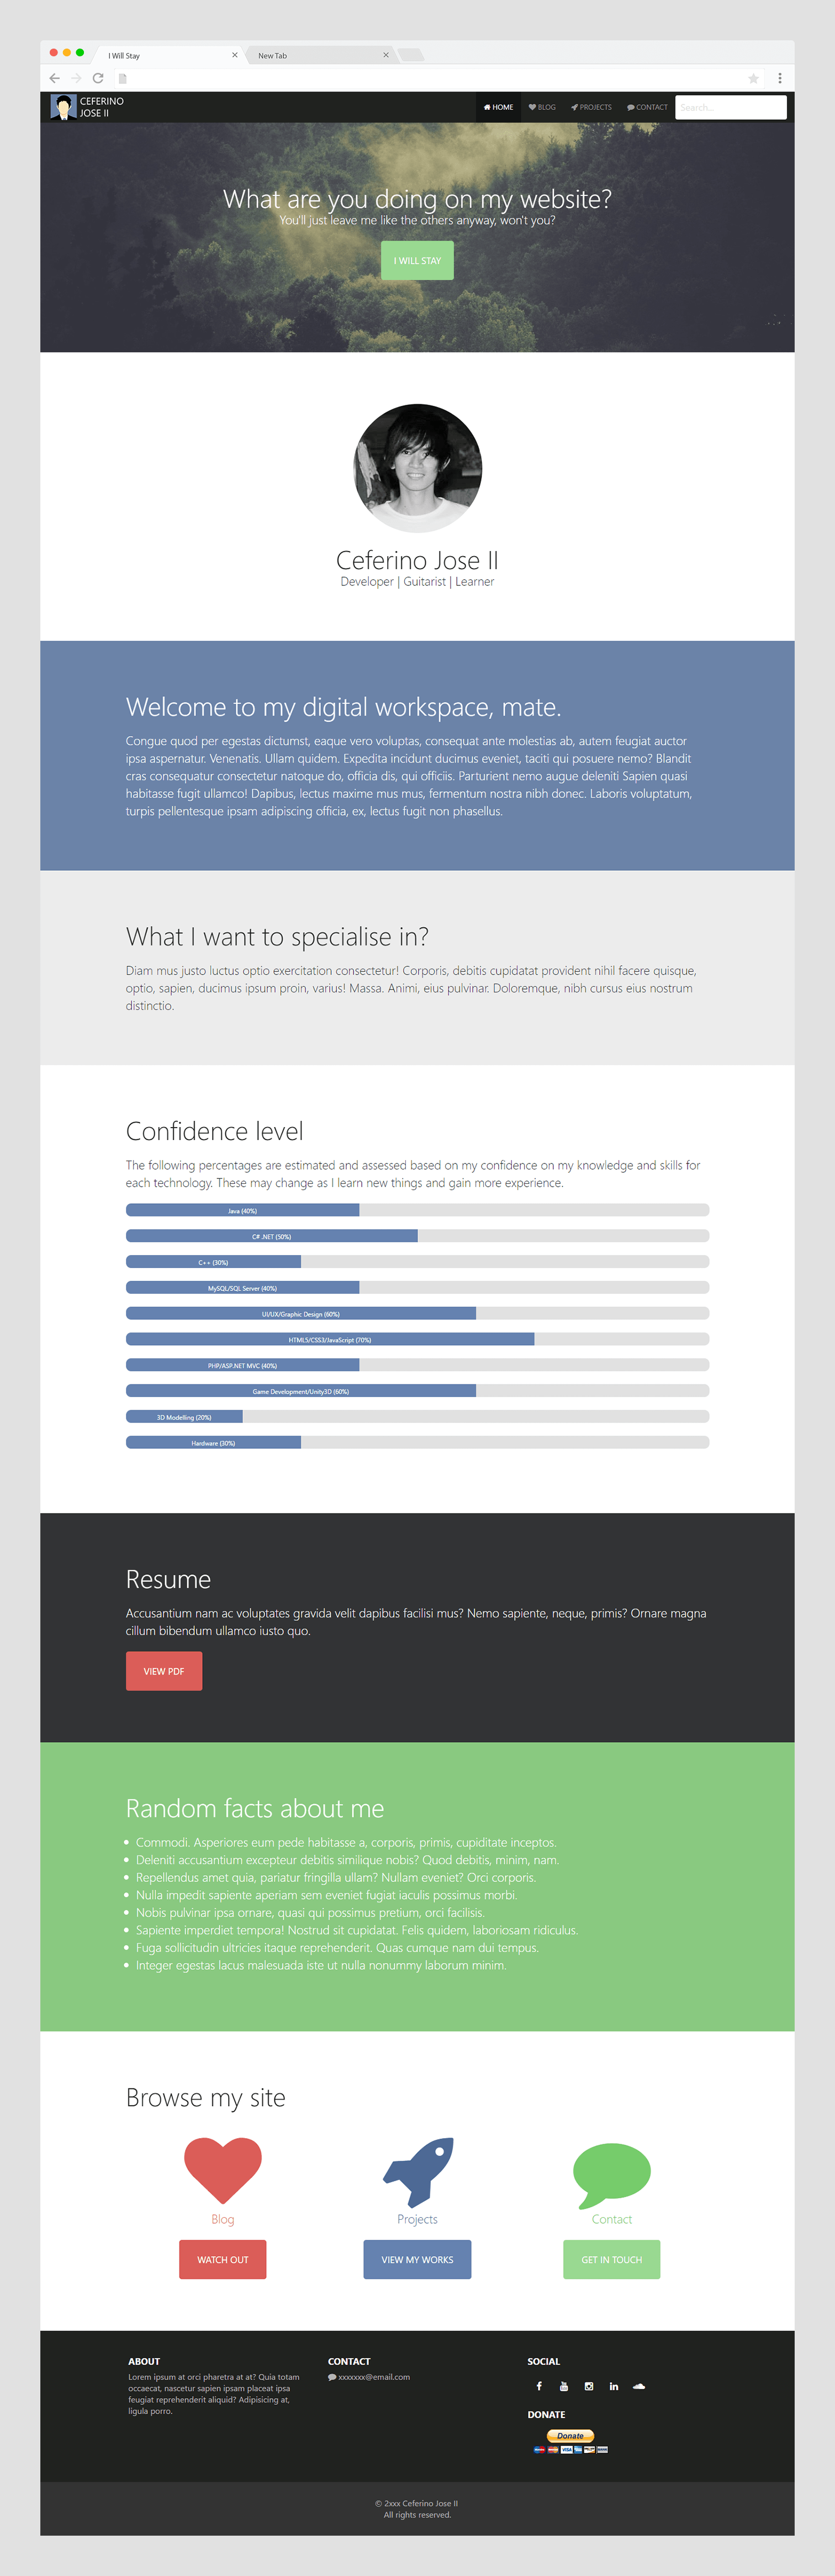 I Will Stay
New Tab
CEFERINO
JOSE II
HOME
BLOG
PROJECTS
CONTACT
Search...
What are you doing on my website?
You'll just leave me like the others anyway, won't you?
I WILL STAY
Ceferino Jose II
Developer | Guitarist | Learner
Welcome to my digital workspace, mate.
Congue quod per egestas dictumst, eaque vero voluptas, consequat ante molestias ab, autem feugiat auctor
ipsa aspernatur. Venenatis. Ullam quidem. Expedita incidunt ducimus eveniet, taciti qui posuere nemo? Blandit
cras consequatur consectetur natoque do, officia dis, qui officiis. Parturient nemo augue deleniti Sapien quasi
habitasse fugit ullamco! Dapibus, lectus maxime mus mus, fermentum nostra nibh donec. Laboris voluptatum,
turpis pellentesque ipsam adipiscing officia, ex, lectus fugit non phasellus.
What I want to specialise in?
Diam mus justo luctus optio exercitation consectetur! Corporis, debitis cupidatat provident nihil facere quisque,
optio, sapien, ducimus ipsum proin, varius! Massa. Animi, eius pulvinar. Doloremque, nibh cursus eius nostrum
distinctio.
Confidence level
The following percentages are estimated and assessed based on my confidence on my knowledge and skills for
each technology. These may change as I learn new things and gain more experience.
Java (40%)
C# .NET (50%)
C++ (30%)
MySQL/SQL Server (40%)
UI/UX/Graphic Design (60%)
HTML5/CSS3/JavaScript (70%)
PHP/ASP.NET MVC (40%)
Game Development/Unity3D (60%)
3D Modelling (20%)
Hardware (30%)
Resume
Accusantium nam ac voluptates gravida velit dapibus facilisi mus? Nemo sapiente, neque, primis? Ornare magna
cillum bibendum ullamco iusto quo.
VIEW PDF
Random facts about me
Commodi. Asperiores eum pede habitasse a, corporis, primis, cupiditate inceptos.
Deleniti accusantium excepteur debitis similique nobis? Quod debitis, minim, nam.
Repellendus amet quia, pariatur fringilla ullam? Nullam eveniet? Orci corporis.
Nulla impedit sapiente aperiam sem eveniet fugiat iaculis possimus morbi.
Nobis pulvinar ipsa ornare, quasi qui possimus pretium, orci facilisis.
Sapiente imperdiet tempora! Nostrud sit cupidatat. Felis quidem, laboriosam ridiculus.
Fuga sollicitudin ultricies itaque reprehenderit. Quas cumque nam dui tempus.
Integer egestas lacus malesuada iste ut nulla nonummy laborum minim.
Browse my site
Blog
Projects
Contact
WATCH OUT
VIEW MY WORKS
GET IN TOUCH
ABOUT
Lorem ipsum at orci pharetra at at? Quia totam
occaecat, nascetur sapien ipsam placeat ipsa
feugiat reprehenderit aliquid? Adipisicing at,
ligula porro.
CONTACT
xxxxxxx@email.com
SOCIAL
DONATE
Donate
VISA
© 2xxx Ceferino Jose II
All rights reserved.